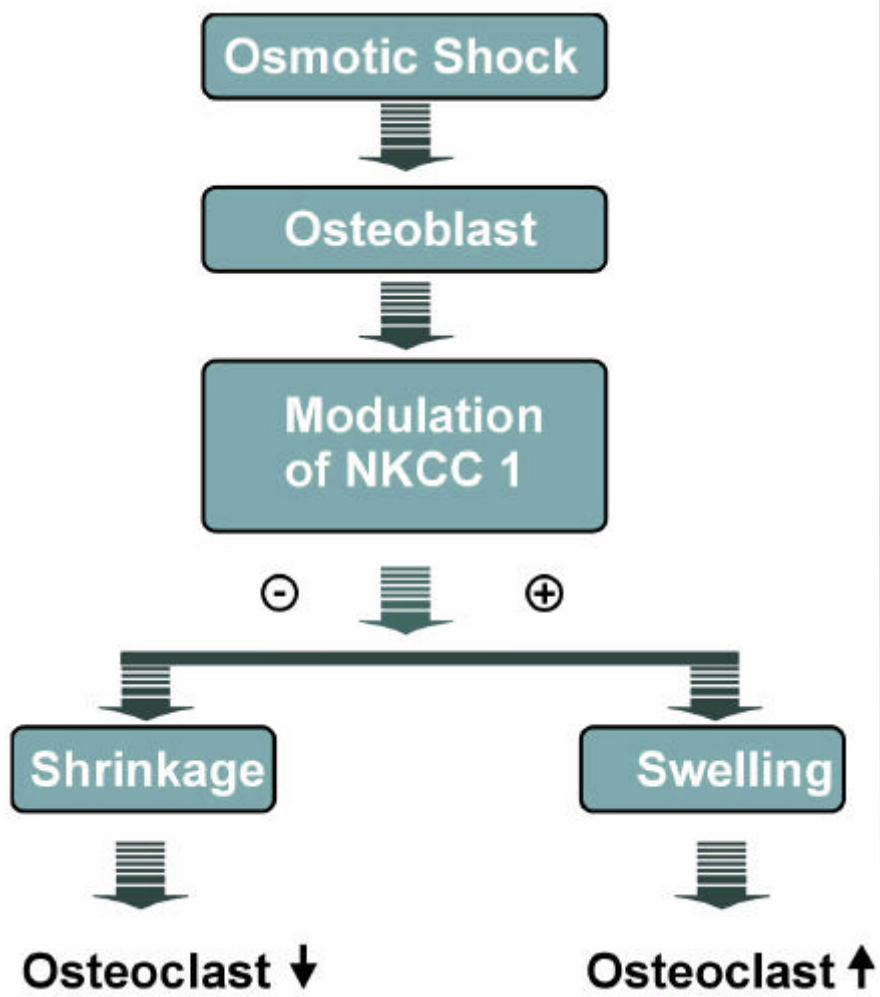 Osmotic Shock
Osteoblast
Modulation
of NKCC 1
⊖ ⊕
Shrinkage
Swelling
Osteoclast ↓
Osteoclast ↑